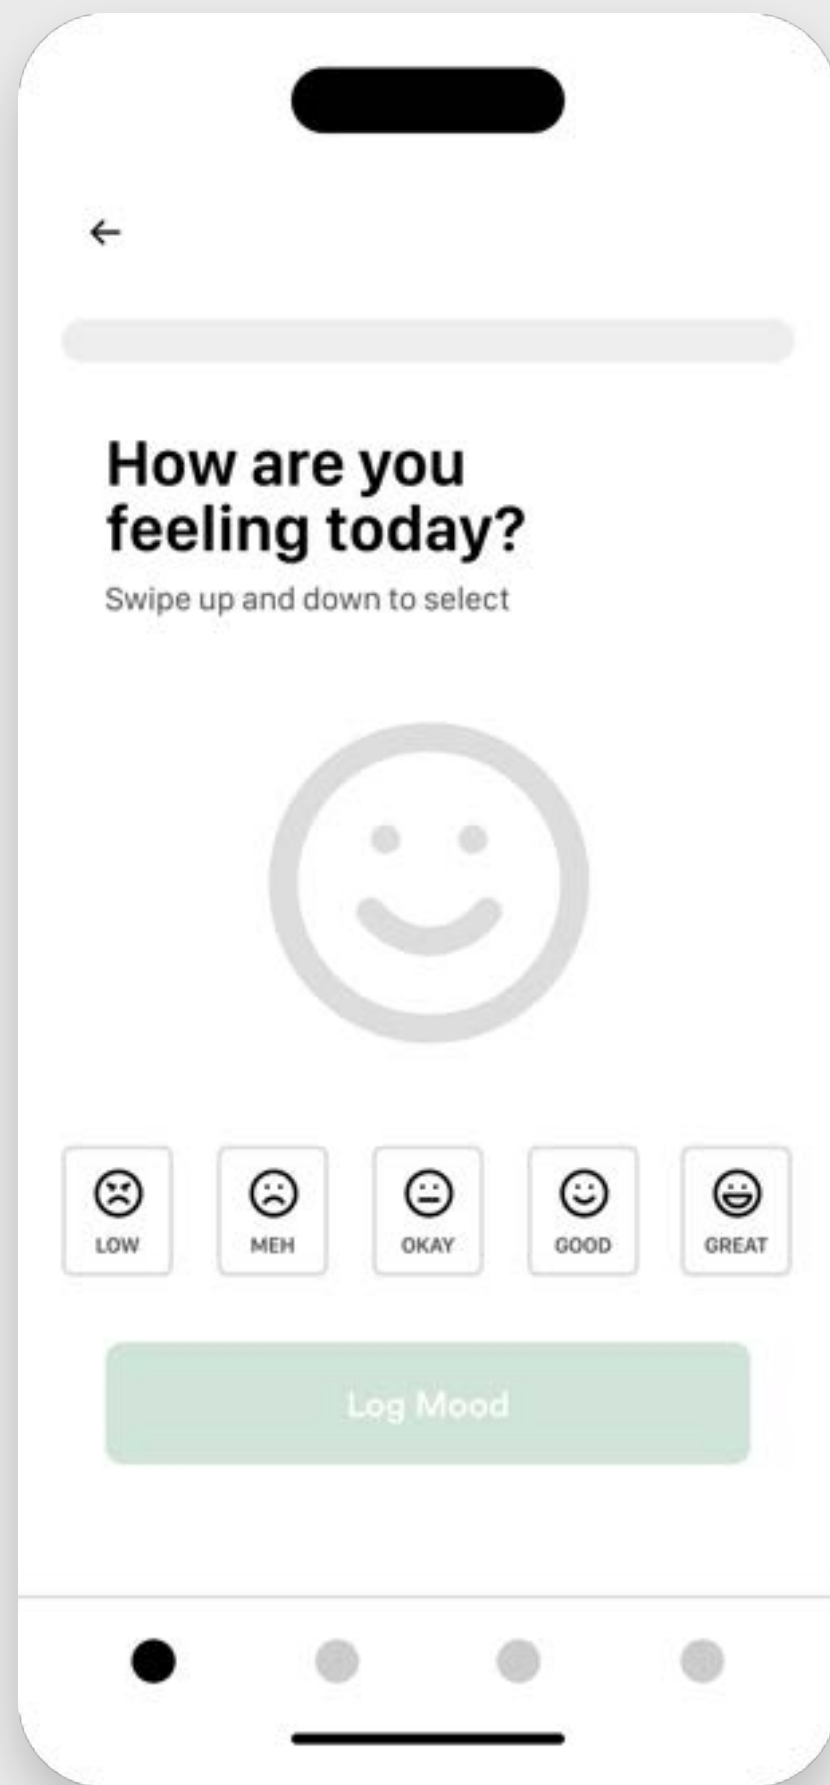 How are you
feeling today?
Swipe up and down to select
LOW
MEH
OKAY
GOOD
GREAT
Log Mood